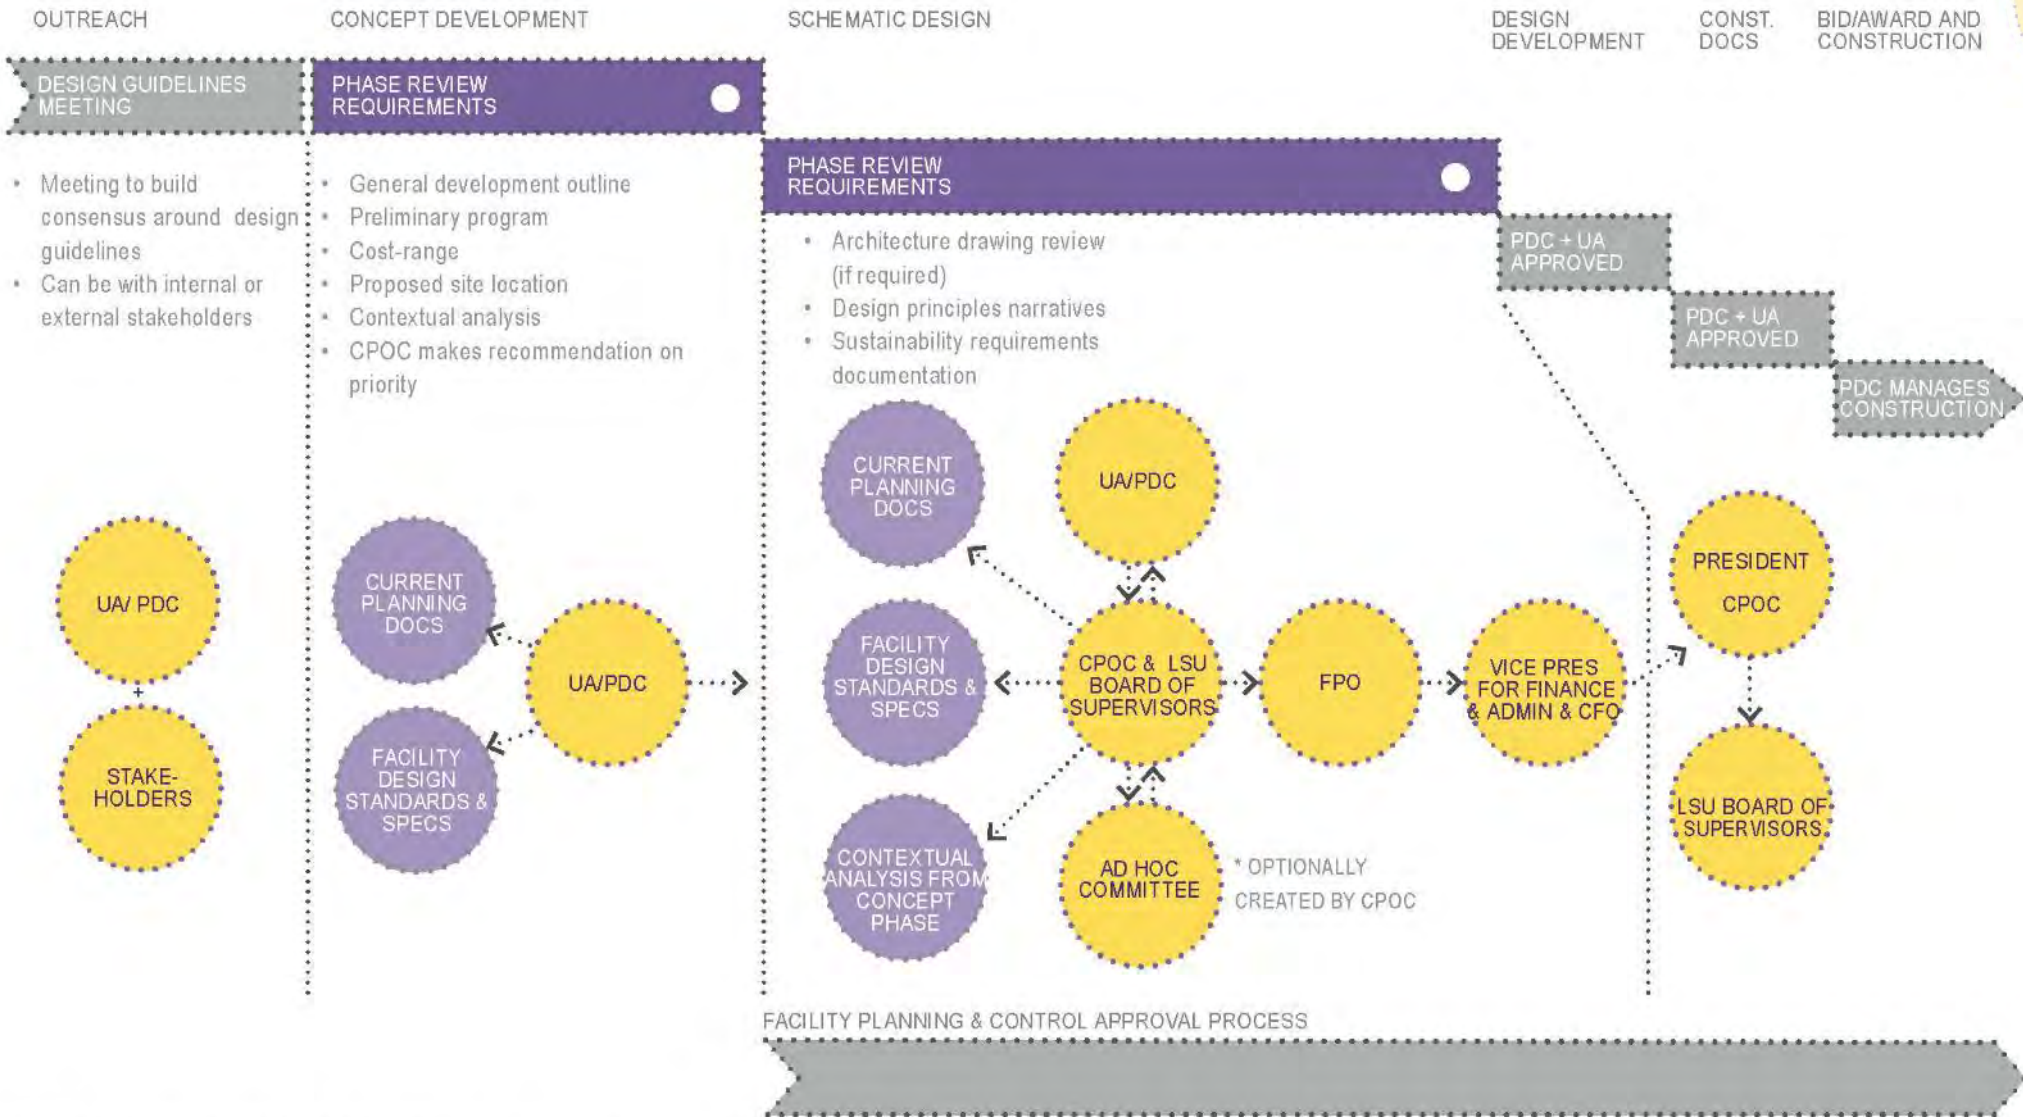 OUTREACH
CONCEPT DEVELOPMENT
SCHEMATIC DESIGN
DESIGN
DEVELOPMENT
CONST.
DOCS
BID/AWARD AND
CONSTRUCTION
DESIGN GUIDELINES
MEETING
PHASE REVIEW
REQUIREMENTS
PHASE REVIEW
REQUIREMENTS
PDC + UA
APPROVED
PDC + UA
APPROVED
PDC MANAGES
CONSTRUCTION
• Meeting to build
consensus around design
guidelines
• Can be with internal or
external stakeholders
• General development outline
• Preliminary program
• Cost-range
• Proposed site location
• Contextual analysis
• CPOC makes recommendation on
priority
• Architecture drawing review
(if required)
• Design principles narratives
• Sustainability requirements
documentation
UA/ PDC
+
STAKE-
HOLDERS
CURRENT
PLANNING
DOCS
FACILITY
DESIGN
STANDARDS &
SPECS
UA/PDC
CURRENT
PLANNING
DOCS
FACILITY
DESIGN
STANDARDS &
SPECS
CONTEXTUAL
ANALYSIS FROM
CONCEPT
PHASE
UA/PDC
CPOC & LSU
BOARD OF
SUPERVISORS
AD HOC
COMMITTEE
* OPTIONALLY
CREATED BY CPOC
FPO
VICE PRES
FOR FINANCE
& ADMIN & CFO
PRESIDENT
CPOC
LSU BOARD OF
SUPERVISORS
FACILITY PLANNING & CONTROL APPROVAL PROCESS